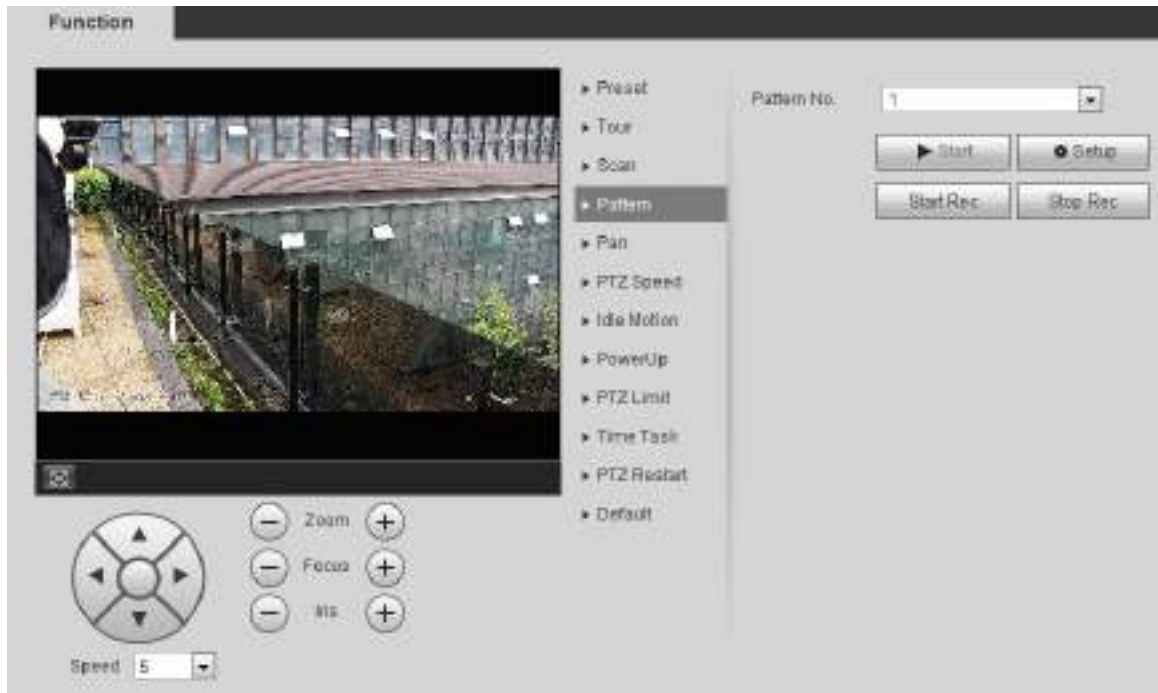 Function
Preset
Tour
Scan
Pattern
Pan
PTZ Speed
Idle Motion
PowerUp
PTZ Limit
Time Task
PTZ Restart
Default
Pattern No.
1
Start
Setup
Start Rec
Stop Rec
Zoom
Focus
Iris
Speed
5